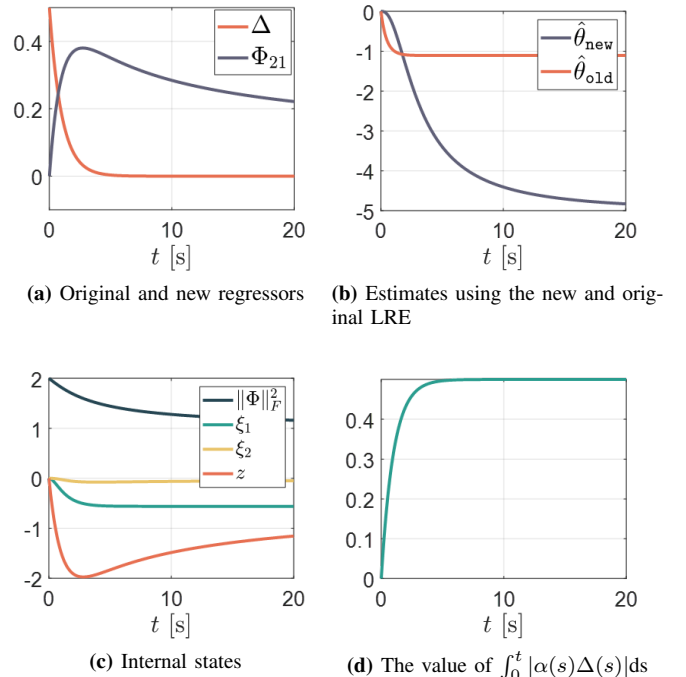 0.4
0.2
0
0
10
20
t [s]
Δ
Φ₂₁
(a) Original and new regressors
0
-1
-2
-3
-4
-5
0
10
20
t [s]
θ̂_new
θ̂_old
(b) Estimates using the new and orig-
inal LRE
2
1
0
-1
-2
0
10
20
t [s]
‖Φ‖²_F
ξ₁
ξ₂
z
(c) Internal states
0.4
0.3
0.2
0.1
0
0
10
20
t [s]
(d) The value of ∫₀ᵗ |α(s)Δ(s)|ds